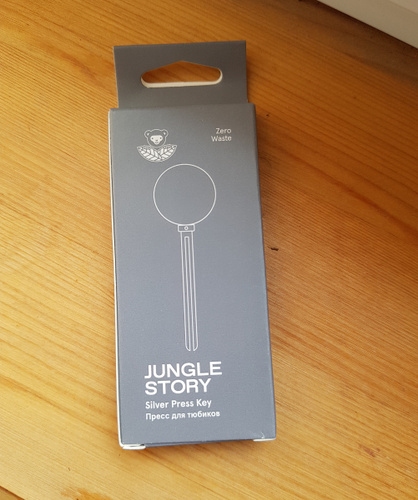 Zero
Waste
JUNGLE
STORY
Silver Press Key
Пресс для тюбиков